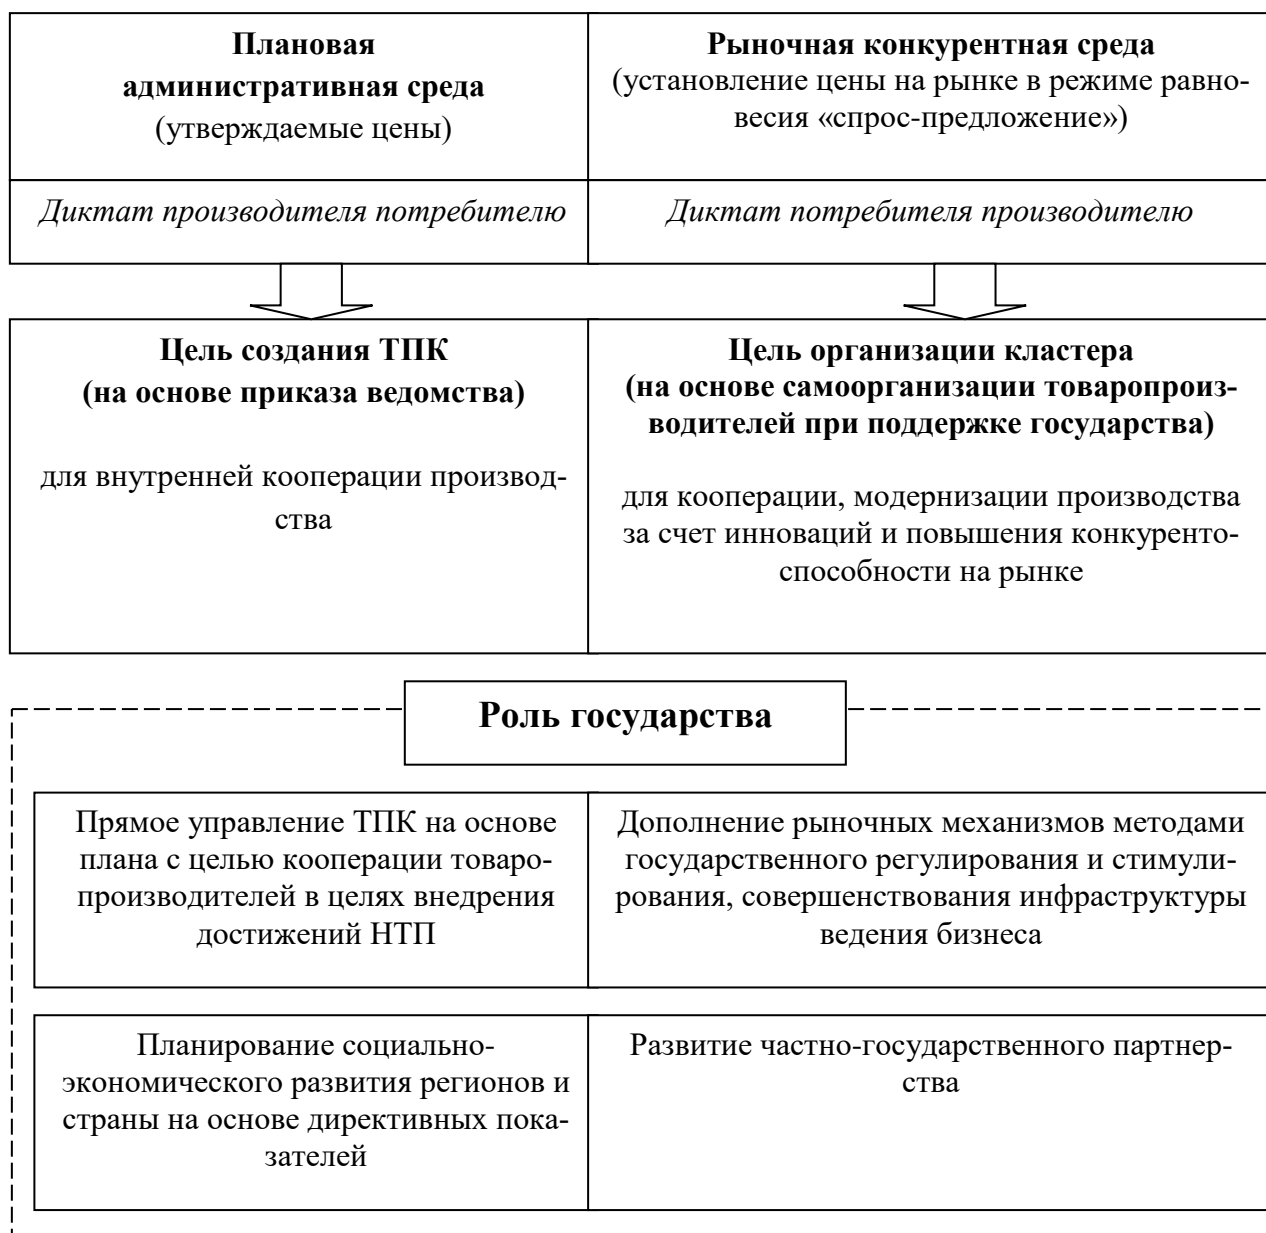 Плановая
административная среда
(утверждаемые цены)
Рыночная конкурентная среда
(установление цены на рынке в режиме равно-
весия «спрос-предложение»)
Диктат производителя потребителю
Диктат потребителя производителю
Цель создания ТПК
(на основе приказа ведомства)
для внутренней кооперации производ-
ства
Цель организации кластера
(на основе самоорганизации товаропроиз-
водителей при поддержке государства)
для кооперации, модернизации производства
за счет инноваций и повышения конкуренто-
способности на рынке
Роль государства
Прямое управление ТПК на основе
плана с целью кооперации товаро-
производителей в целях внедрения
достижений НТП
Дополнение рыночных механизмов методами
государственного регулирования и стимули-
рования, совершенствования инфраструктуры
ведения бизнеса
Планирование социально-
экономического развития регионов и
страны на основе директивных пока-
зателей
Развитие частно-государственного партнер-
ства